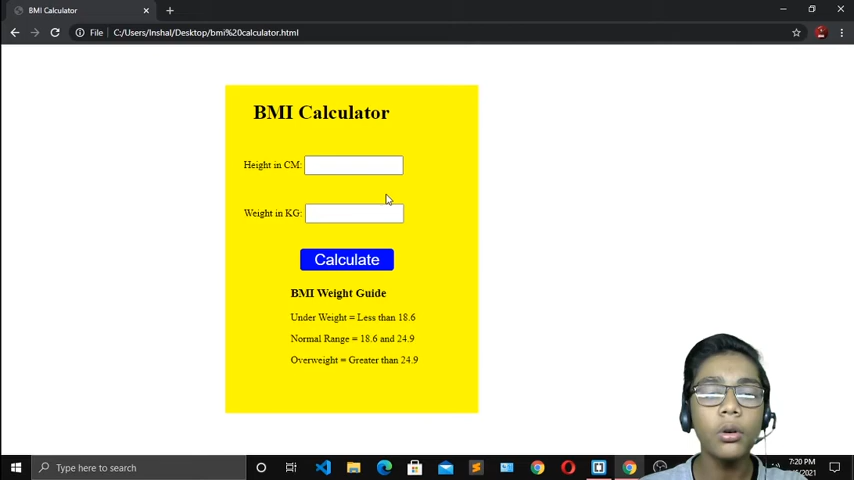 BMI Calculator
File
C:/Users/Inshal/Desktop/bmi%20calculator.html
BMI Calculator
Height in CM:
Weight in KG:
Calculate
BMI Weight Guide
Under Weight = Less than 18.6
Normal Range = 18.6 and 24.9
Overweight = Greater than 24.9
Type here to search
7:20 PM